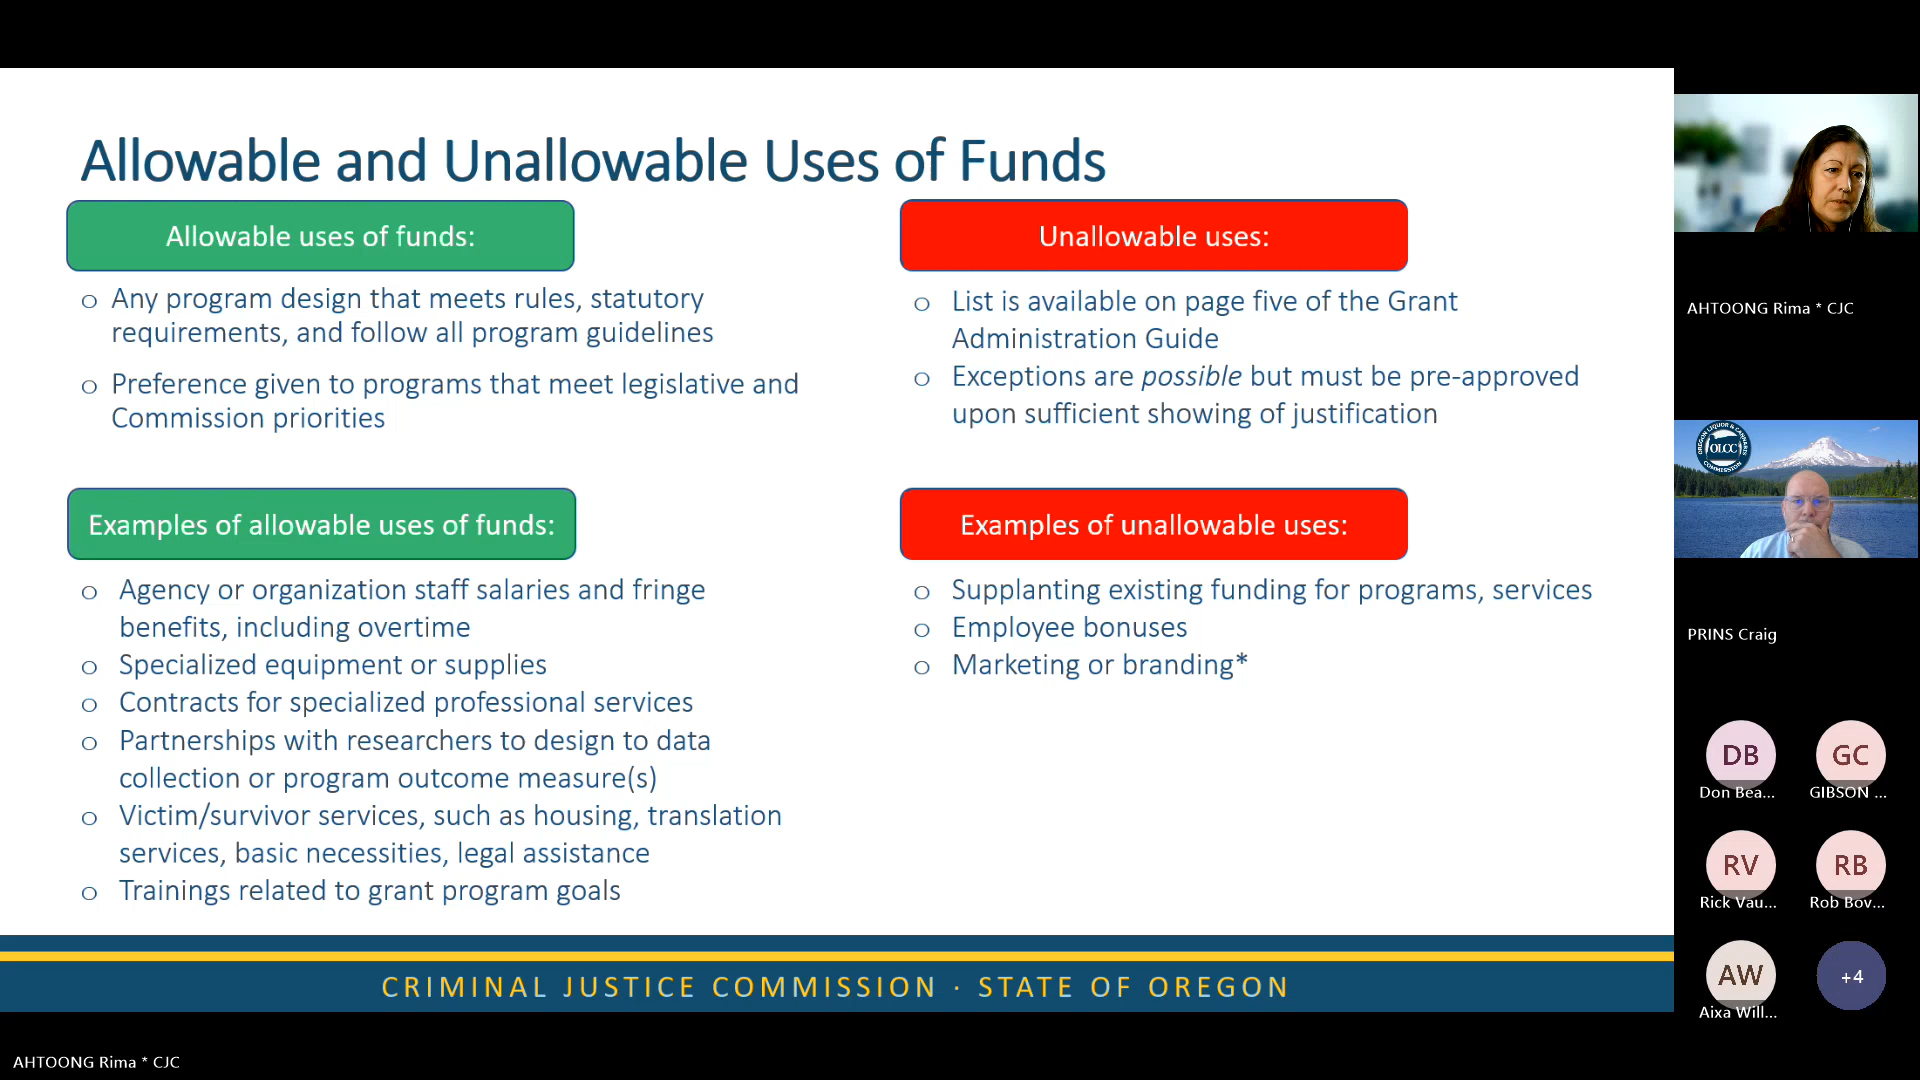 Allowable and Unallowable Uses of Funds
Allowable uses of funds:
o Any program design that meets rules, statutory
requirements, and follow all program guidelines
o Preference given to programs that meet legislative and
Commission priorities
Unallowable uses:
o List is available on page five of the Grant
Administration Guide
o Exceptions are possible but must be pre-approved
upon sufficient showing of justification
Examples of allowable uses of funds:
o Agency or organization staff salaries and fringe
benefits, including overtime
o Specialized equipment or supplies
o Contracts for specialized professional services
o Partnerships with researchers to design to data
collection or program outcome measure(s)
o Victim/survivor services, such as housing, translation
services, basic necessities, legal assistance
o Trainings related to grant program goals
Examples of unallowable uses:
o Supplanting existing funding for programs, services
o Employee bonuses
o Marketing or branding*
CRIMINAL JUSTICE COMMISSION · STATE OF OREGON
AHTOONG Rima * CJC
AHTOONG Rima * CJC
OREGON LIQUOR & CANNABIS
OLCC
COMMISSION
PRINS Craig
DB
Don Bea...
GC
GIBSON ...
RV
Rick Vau...
RB
Rob Bov...
AW
Aixa Will...
+4